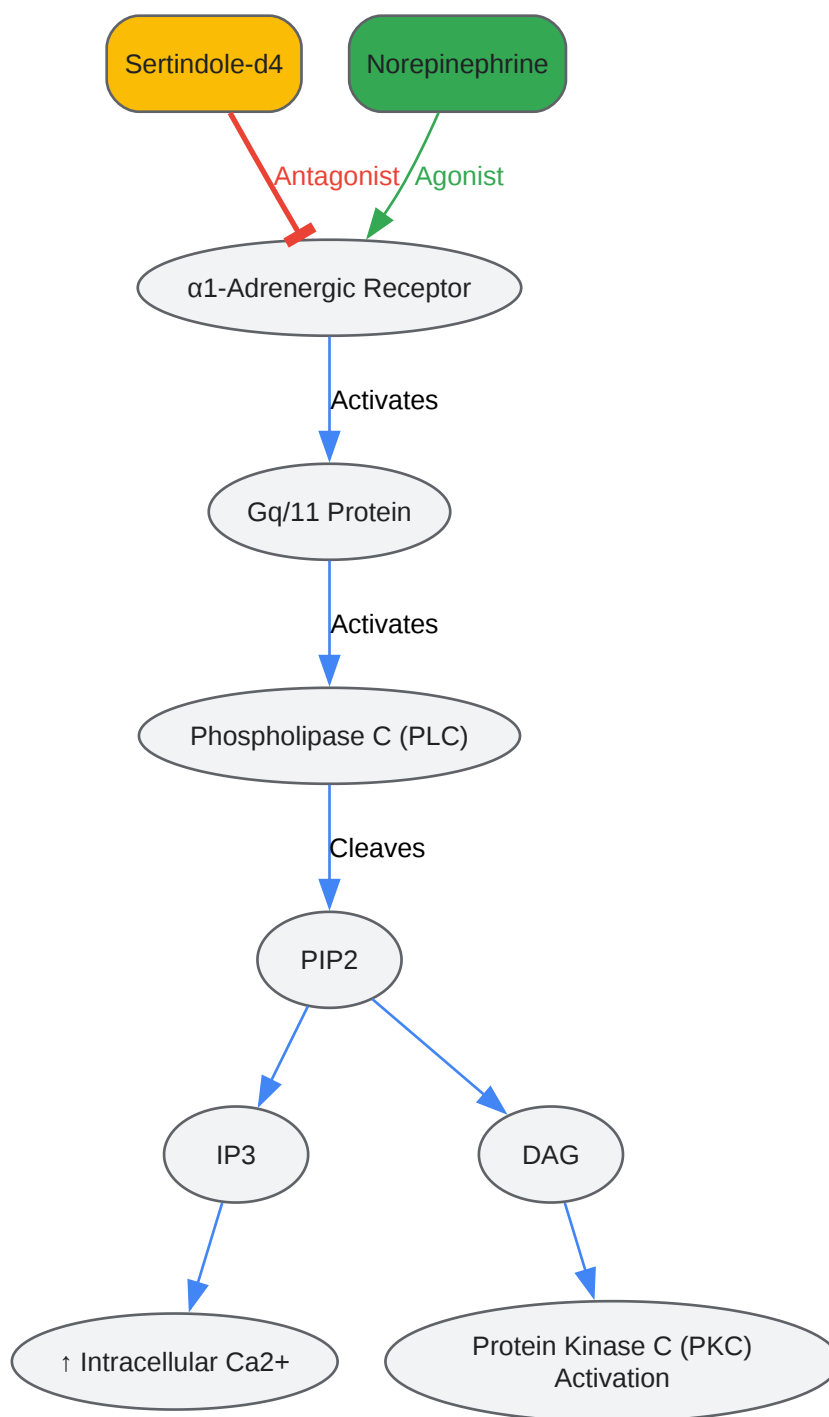 Sertindole-d4
Norepinephrine
Antagonist
Agonist
α1-Adrenergic Receptor
Activates
Gq/11 Protein
Activates
Phospholipase C (PLC)
Cleaves
PIP2
IP3
DAG
↑ Intracellular Ca2+
Protein Kinase C (PKC)
Activation